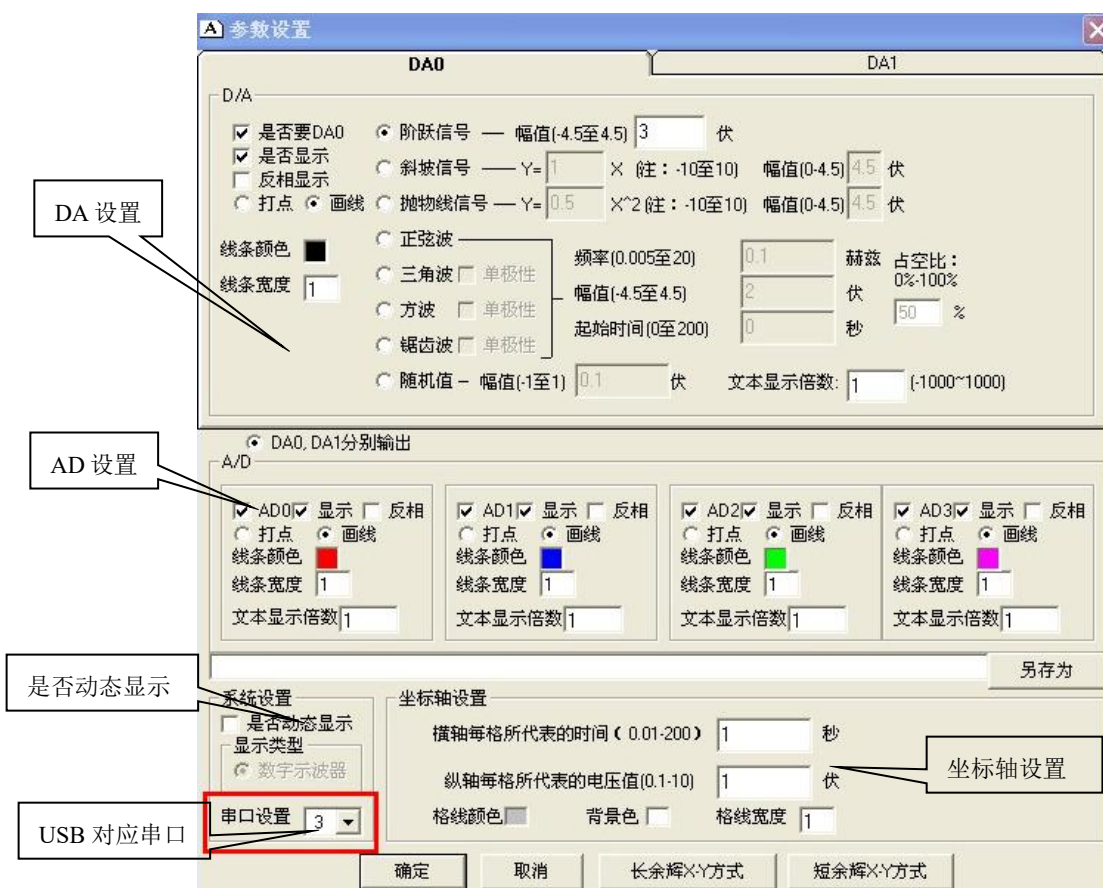 参数设置
DA0 DA1
D/A
是否要DA0 阶跃信号 — 幅值(-4.5至4.5) 3 伏
是否显示
反相显示
斜坡信号 —— Y= 1 X (注：-10至10) 幅值(0-4.5) 4.5 伏
打点 画线 抛物线信号 — Y= 0.5 X^2 (注：-10至10) 幅值(0-4.5) 4.5 伏
DA 设置
线条颜色
线条宽度 1
正弦波
三角波 单极性
方波 单极性
锯齿波 单极性
频率(0.005至20) 0.1 赫兹
幅值(-4.5至4.5) 2 伏
起始时间(0至200) 0 秒
占空比：
0%-100%
50 %
随机值 – 幅值(-1至1) 0.1 伏 文本显示倍数: 1 (-1000~1000)
DA0, DA1分别输出
AD 设置
A/D
AD0 显示 反相
打点 画线
线条颜色
线条宽度 1
文本显示倍数 1
AD1 显示 反相
打点 画线
线条颜色
线条宽度 1
文本显示倍数 1
AD2 显示 反相
打点 画线
线条颜色
线条宽度 1
文本显示倍数 1
AD3 显示 反相
打点 画线
线条颜色
线条宽度 1
文本显示倍数 1
另存为
是否动态显示
系统设置
是否动态显示
显示类型
数字示波器
串口设置 3
USB 对应串口
坐标轴设置
横轴每格所代表的时间（0.01-200） 1 秒
纵轴每格所代表的电压值(0.1-10) 1 伏
格线颜色 背景色 格线宽度 1
坐标轴设置
确定 取消 长余辉X-Y方式 短余辉X-Y方式